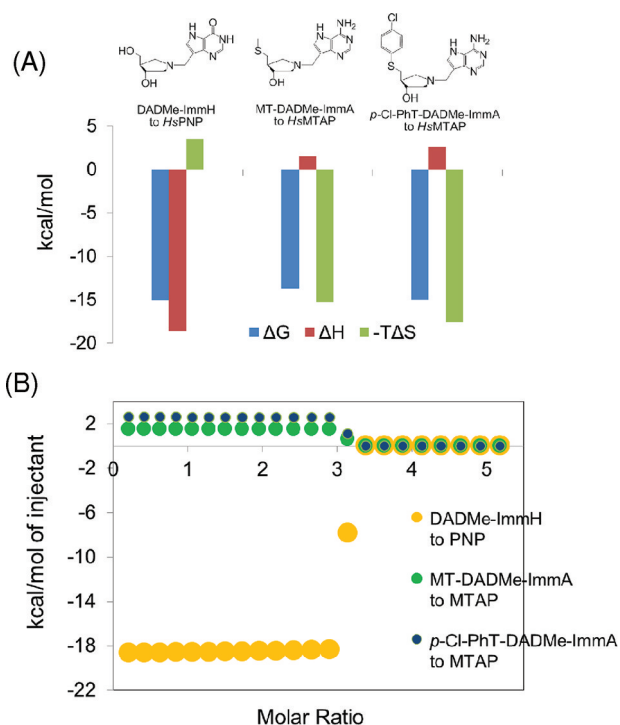 (A)
Cl
HO
OH
N
H
N
O
NH
N
S
OH
N
H
N
NH₂
N
N
S
OH
N
H
N
NH₂
N
N
DADMe-ImmH
to HsPNP
MT-DADMe-ImmA
to HsMTAP
p-Cl-PhT-DADMe-ImmA
to HsMTAP
kcal/mol
5
0
-5
-10
-15
-20
ΔG ΔH -TΔS
(B)
kcal/mol of injectant
2
-2
-6
-10
-14
-18
-22
0 1 2 3 4 5
DADMe-ImmH
to PNP
MT-DADMe-ImmA
to MTAP
p-Cl-PhT-DADMe-ImmA
to MTAP
Molar Ratio